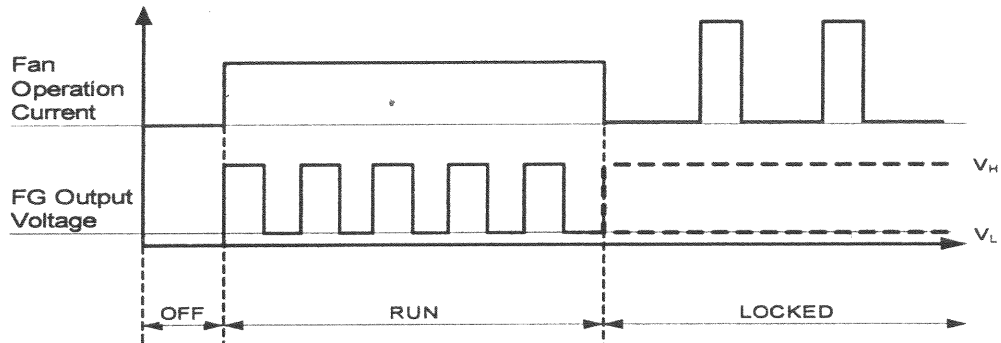 Fan
Operation
Current
FG Output
Voltage
VH
VL
OFF
RUN
LOCKED